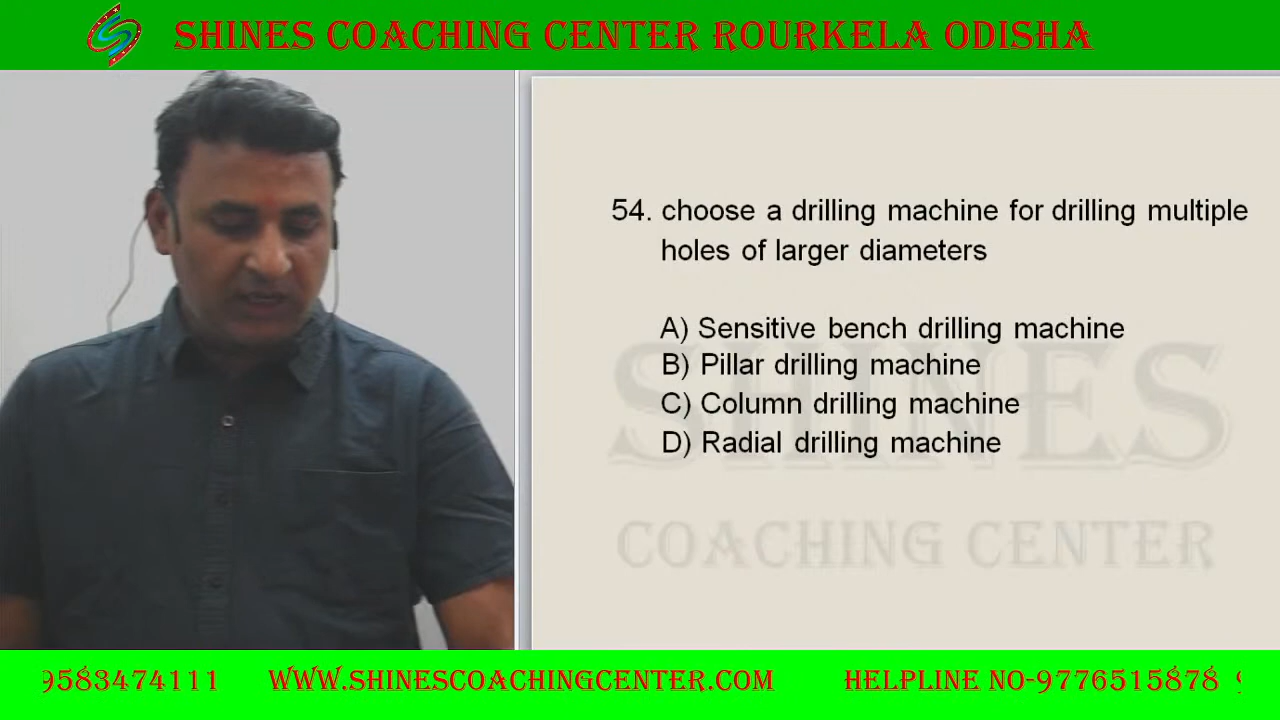 SHINES COACHING CENTER ROURKELA ODISHA
54. choose a drilling machine for drilling multiple
holes of larger diameters
A) Sensitive bench drilling machine
B) Pillar drilling machine
C) Column drilling machine
D) Radial drilling machine
SHINES
COACHING CENTER
9583474111 WWW.SHINESCOACHINGCENTER.COM HELPLINE NO-9776515878